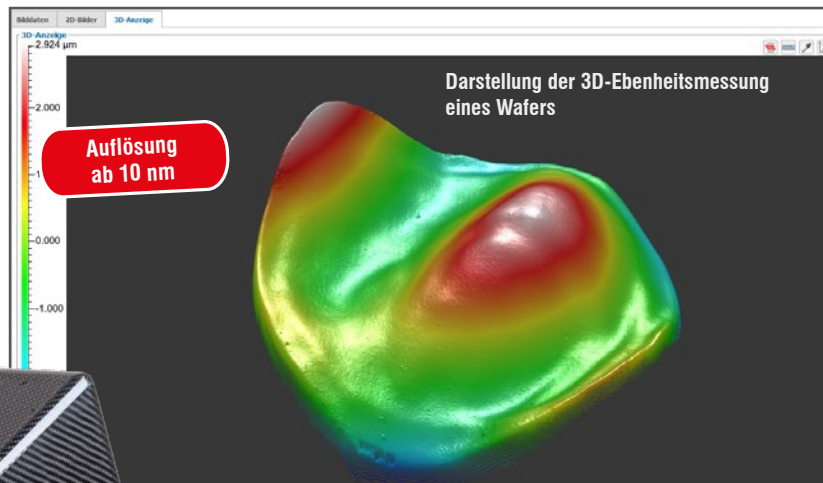 Bilddaten
2D-Bilder
3D-Anzeige
3D-Anzeige
2.924 µm
2.000
0.000
-1.000
Auflösung
ab 10 nm
Darstellung der 3D-Ebenheitsmessung
eines Wafers